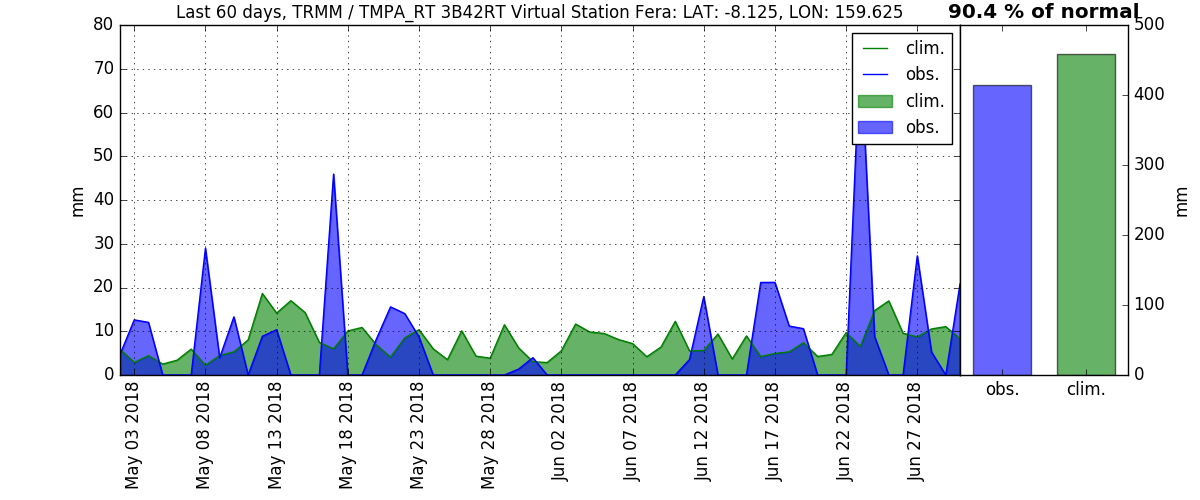 Last 60 days, TRMM / TMPA_RT 3B42RT Virtual Station Fera: LAT: -8.125, LON: 159.625
90.4 % of normal
80
70
60
50
40
30
20
10
0
mm
clim.
obs.
clim.
obs.
500
400
300
200
100
0
mm
obs.
clim.
May 03 2018
May 08 2018
May 13 2018
May 18 2018
May 23 2018
May 28 2018
Jun 02 2018
Jun 07 2018
Jun 12 2018
Jun 17 2018
Jun 22 2018
Jun 27 2018